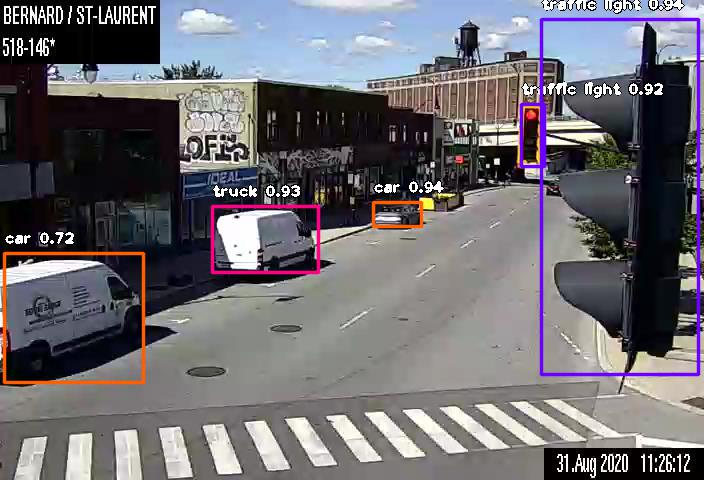 BERNARD / ST-LAURENT
518-146*
traffic light 0.94
traffic light 0.92
truck 0.93
car 0.94
car 0.72
IDEAL
31.Aug 2020 11:26:12